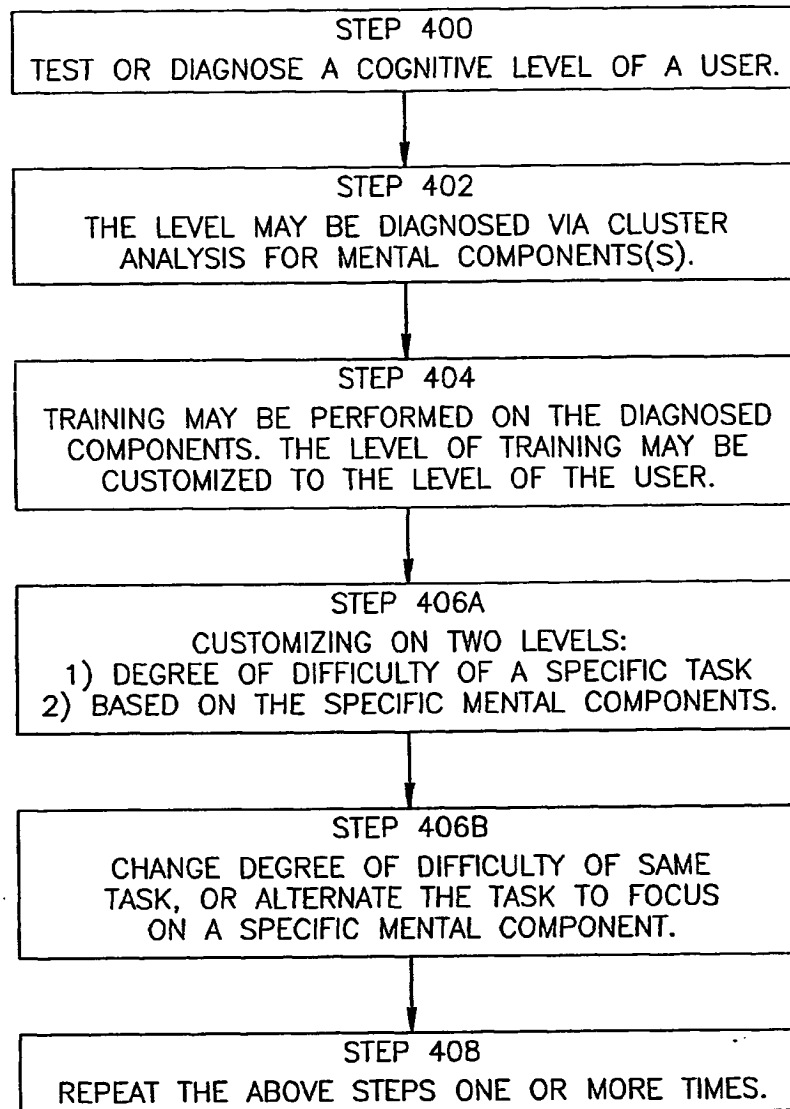 STEP 400
TEST OR DIAGNOSE A COGNITIVE LEVEL OF A USER.
STEP 402
THE LEVEL MAY BE DIAGNOSED VIA CLUSTER
ANALYSIS FOR MENTAL COMPONENTS(S).
STEP 404
TRAINING MAY BE PERFORMED ON THE DIAGNOSED
COMPONENTS. THE LEVEL OF TRAINING MAY BE
CUSTOMIZED TO THE LEVEL OF THE USER.
STEP 406A
CUSTOMIZING ON TWO LEVELS:
1) DEGREE OF DIFFICULTY OF A SPECIFIC TASK
2) BASED ON THE SPECIFIC MENTAL COMPONENTS.
STEP 406B
CHANGE DEGREE OF DIFFICULTY OF SAME
TASK, OR ALTERNATE THE TASK TO FOCUS
ON A SPECIFIC MENTAL COMPONENT.
STEP 408
REPEAT THE ABOVE STEPS ONE OR MORE TIMES.